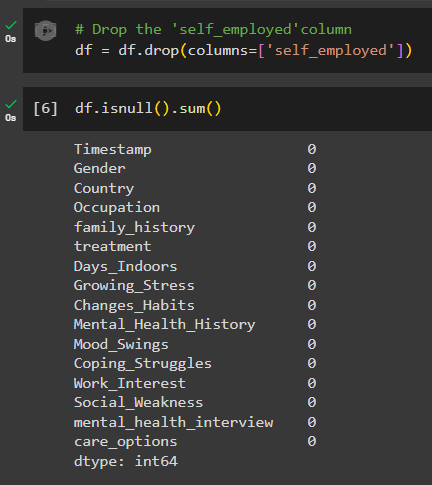 0s
# Drop the 'self_employed'column
df = df.drop(columns=['self_employed'])
0s
[6] df.isnull().sum()
Timestamp 0
Gender 0
Country 0
Occupation 0
family_history 0
treatment 0
Days_Indoors 0
Growing_Stress 0
Changes_Habits 0
Mental_Health_History 0
Mood_Swings 0
Coping_Struggles 0
Work_Interest 0
Social_Weakness 0
mental_health_interview 0
care_options 0
dtype: int64